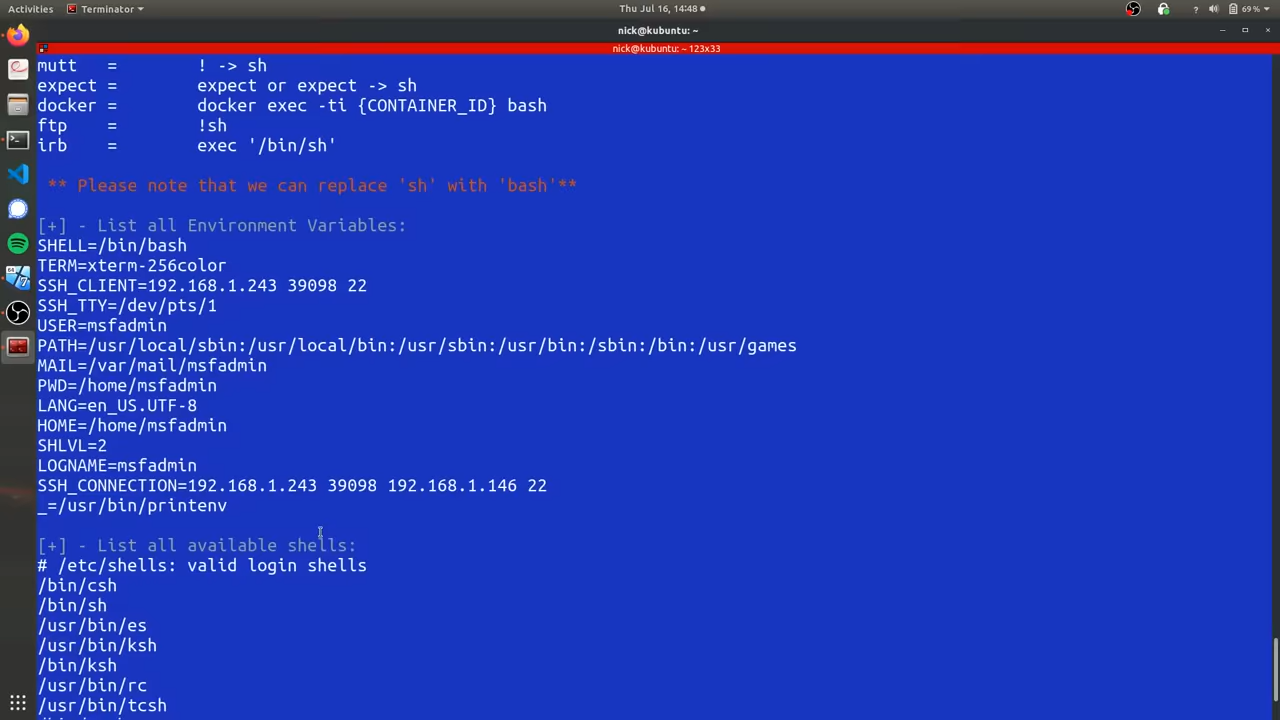 Activities
Terminator
Thu Jul 16, 14:48
?
69%
nick@kubuntu: ~
nick@kubuntu: ~ 123x33
mutt = ! -> sh
expect = expect or expect -> sh
docker = docker exec -ti {CONTAINER_ID} bash
ftp = !sh
irb = exec '/bin/sh'
** Please note that we can replace 'sh' with 'bash'**
[+] - List all Environment Variables:
SHELL=/bin/bash
TERM=xterm-256color
SSH_CLIENT=192.168.1.243 39098 22
SSH_TTY=/dev/pts/1
USER=msfadmin
PATH=/usr/local/sbin:/usr/local/bin:/usr/sbin:/usr/bin:/sbin:/bin:/usr/games
MAIL=/var/mail/msfadmin
PWD=/home/msfadmin
LANG=en_US.UTF-8
HOME=/home/msfadmin
SHLVL=2
LOGNAME=msfadmin
SSH_CONNECTION=192.168.1.243 39098 192.168.1.146 22
_=/usr/bin/printenv
[+] - List all available shells:
# /etc/shells: valid login shells
/bin/csh
/bin/sh
/usr/bin/es
/usr/bin/ksh
/bin/ksh
/usr/bin/rc
/usr/bin/tcsh